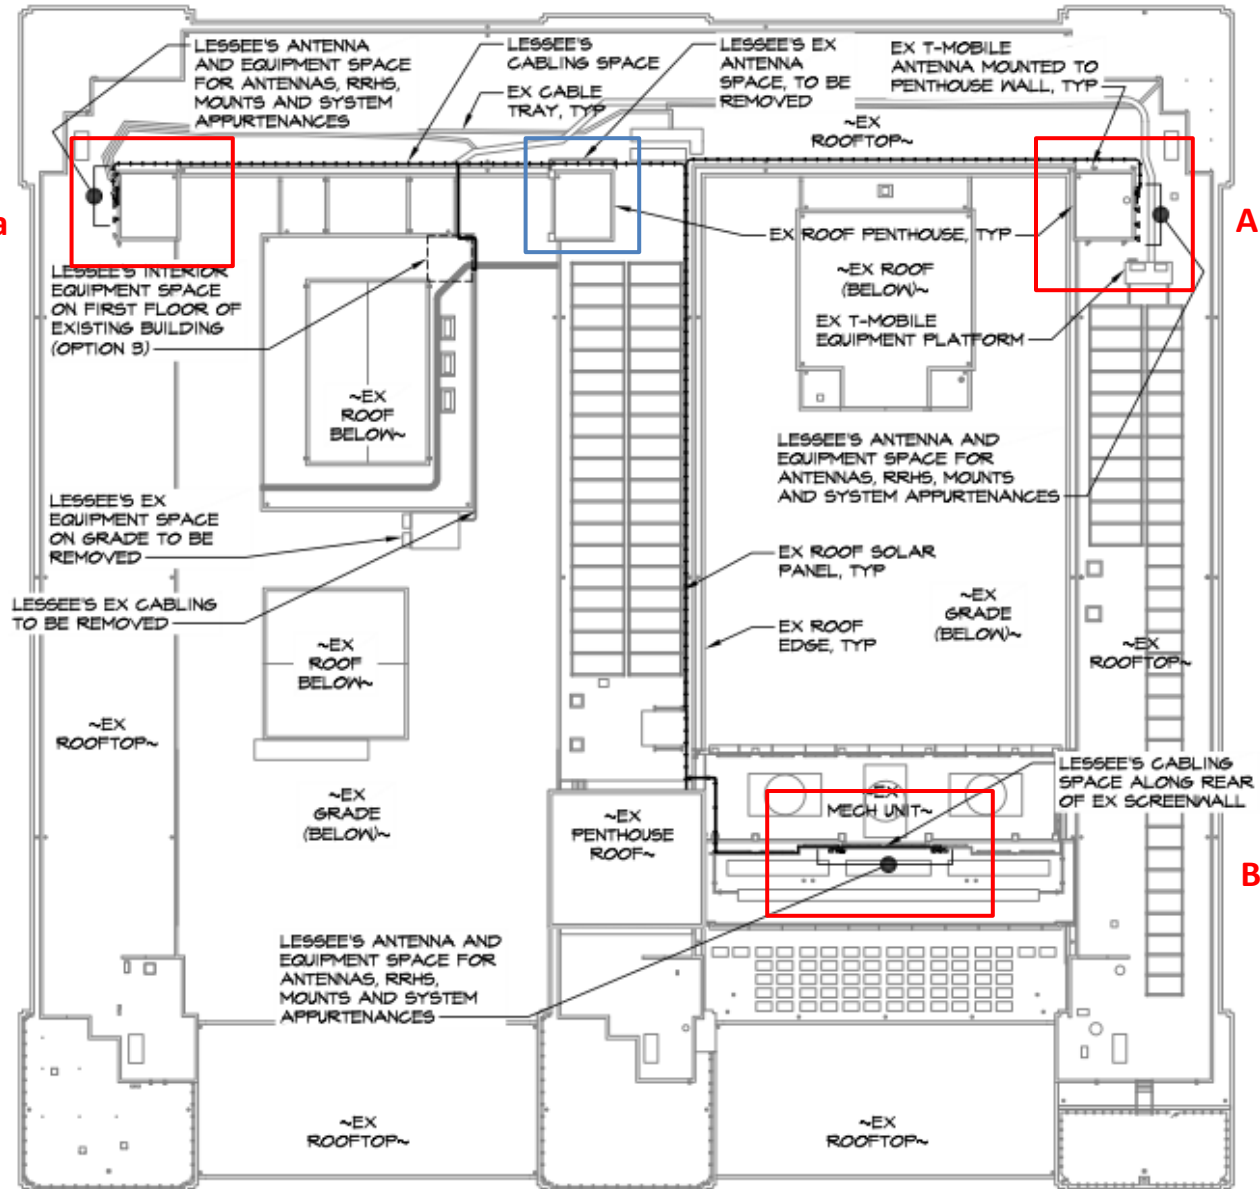 LESSEE'S ANTENNA
AND EQUIPMENT SPACE
FOR ANTENNAS, RRHS,
MOUNTS AND SYSTEM
APPURTENANCES
LESSEE'S
CABLING SPACE
EX CABLE
TRAY, TYP
LESSEE'S EX
ANTENNA
SPACE, TO BE
REMOVED
EX T-MOBILE
ANTENNA MOUNTED TO
PENTHOUSE WALL, TYP
~EX
ROOFTOP~
a
A
EX ROOF PENTHOUSE, TYP
LESSEE'S INTERIOR
EQUIPMENT SPACE
ON FIRST FLOOR OF
EXISTING BUILDING
(OPTION 3)
~EX ROOF
(BELOW)~
EX T-MOBILE
EQUIPMENT PLATFORM
~EX
ROOF
BELOW~
LESSEE'S ANTENNA AND
EQUIPMENT SPACE FOR
ANTENNAS, RRHS, MOUNTS
AND SYSTEM APPURTENANCES
LESSEE'S EX
EQUIPMENT SPACE
ON GRADE TO BE
REMOVED
EX ROOF SOLAR
PANEL, TYP
LESSEE'S EX CABLING
TO BE REMOVED
~EX
GRADE
(BELOW)~
EX ROOF
EDGE, TYP
~EX
ROOF
BELOW~
~EX
ROOFTOP~
~EX
ROOFTOP~
LESSEE'S CABLING
SPACE ALONG REAR
OF EX SCREENWALL
~EX
GRADE
(BELOW)~
~EX
MECH UNIT~
~EX
PENTHOUSE
ROOF~
B
LESSEE'S ANTENNA AND
EQUIPMENT SPACE FOR
ANTENNAS, RRHS,
MOUNTS AND SYSTEM
APPURTENANCES
~EX
ROOFTOP~
~EX
ROOFTOP~